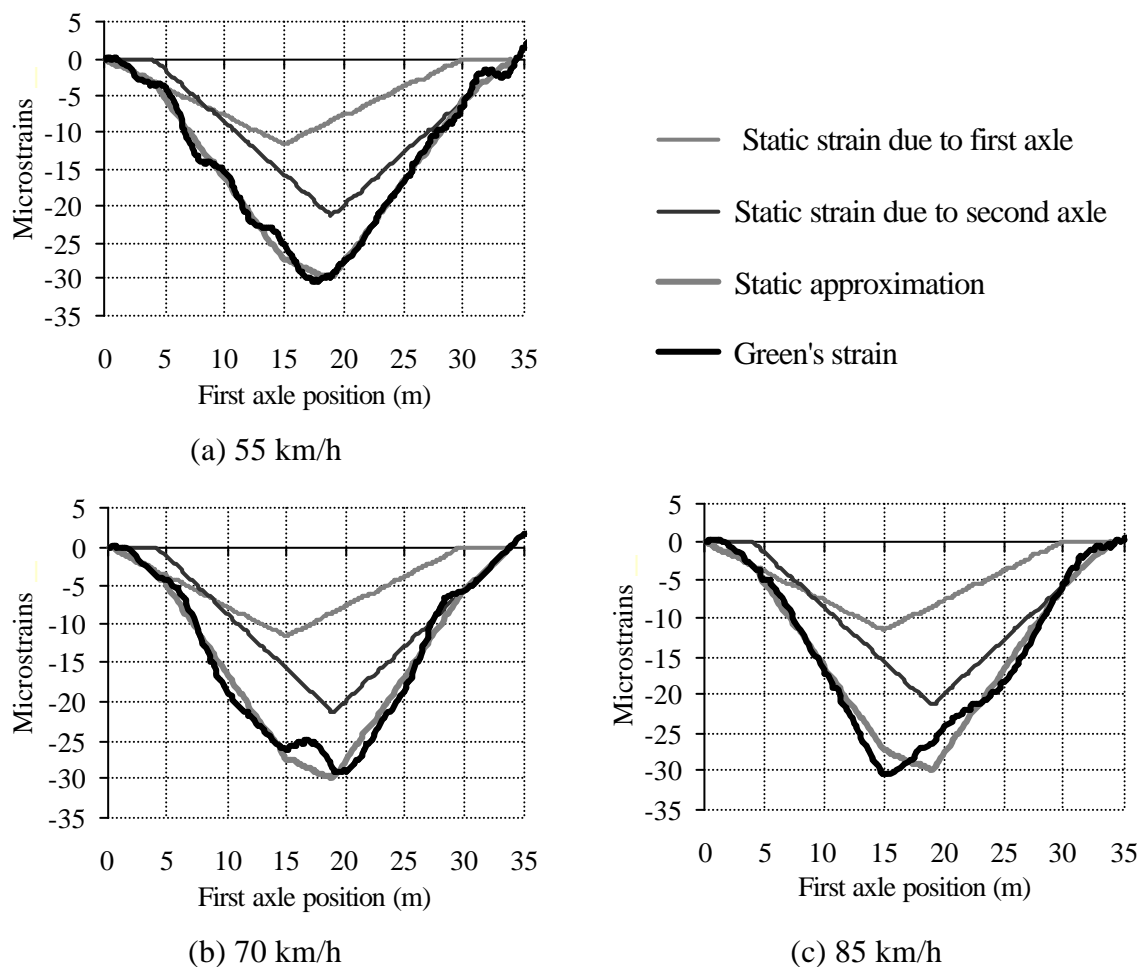 5
0
-5
-10
-15
-20
-25
-30
-35
Microstrains
0 5 10 15 20 25 30 35
First axle position (m)
(a) 55 km/h
Static strain due to first axle
Static strain due to second axle
Static approximation
Green's strain
5
0
-5
-10
-15
-20
-25
-30
-35
Microstrains
0 5 10 15 20 25 30 35
First axle position (m)
(b) 70 km/h
5
0
-5
-10
-15
-20
-25
-30
-35
Microstrains
0 5 10 15 20 25 30 35
First axle position (m)
(c) 85 km/h